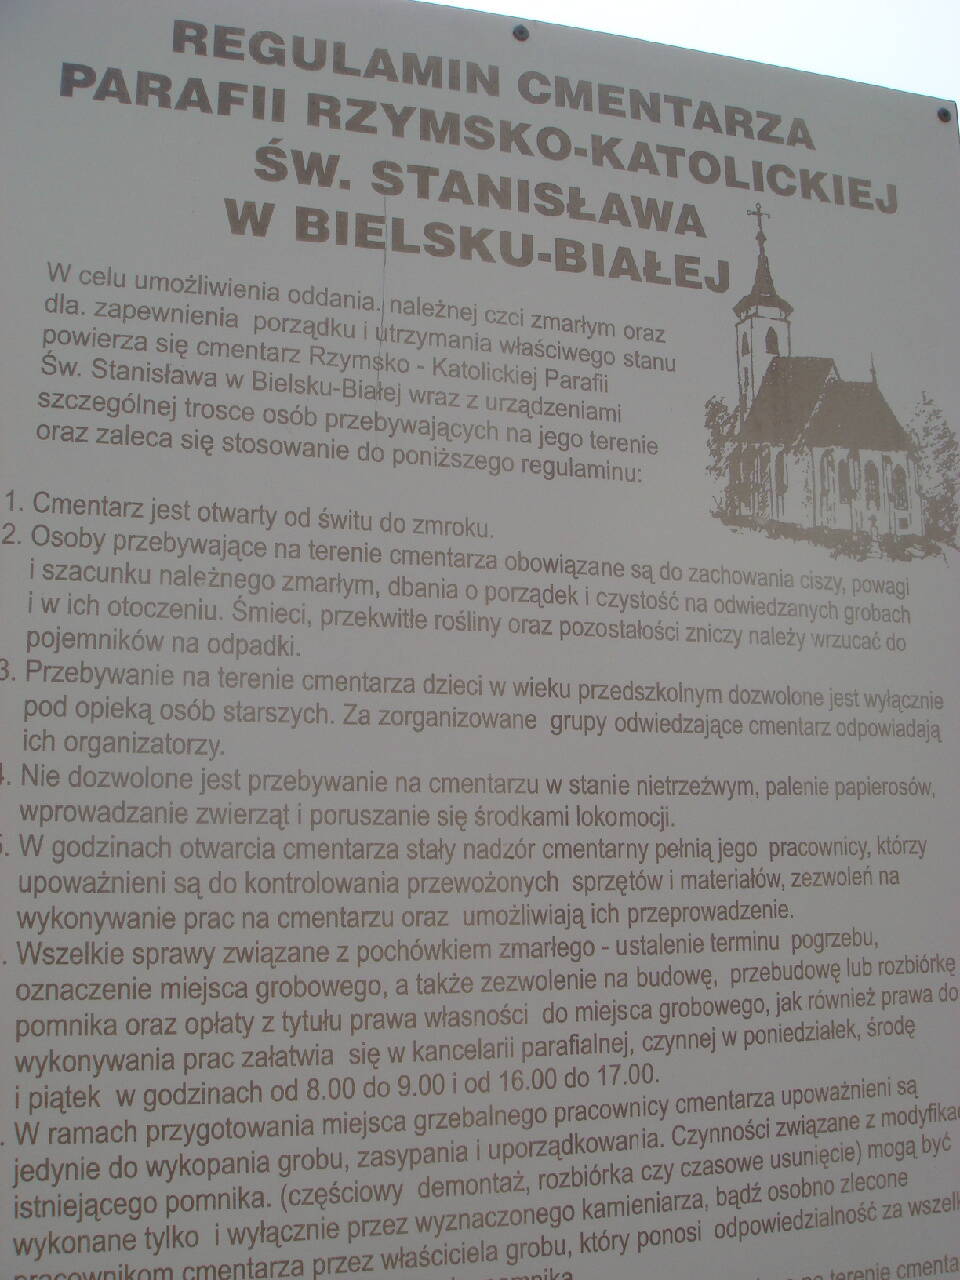 REGULAMIN CMENTARZA
PARAFII RZYMSKO-KATOLICKIEJ
ŚW. STANISŁAWA
W BIELSKU-BIAŁEJ
W celu umożliwienia oddania. należnej czci zmarłym oraz
dla. zapewnienia porządku i utrzymania właściwego stanu
powierza się cmentarz Rzymsko - Katolickiej Parafii
Św. Stanisława w Bielsku-Białej wraz z urządzeniami
szczególnej trosce osób przebywających na jego terenie
oraz zaleca się stosowanie do poniższego regulaminu:
1. Cmentarz jest otwarty od świtu do zmroku.
2. Osoby przebywające na terenie cmentarza obowiązane są do zachowania ciszy, powagi
i szacunku należnego zmarłym, dbania o porządek i czystość na odwiedzanych grobach
i w ich otoczeniu. Śmieci, przekwitłe rośliny oraz pozostałości zniczy należy wrzucać do
pojemników na odpadki.
3. Przebywanie na terenie cmentarza dzieci w wieku przedszkolnym dozwolone jest wyłącznie
pod opieką osób starszych. Za zorganizowane grupy odwiedzające cmentarz odpowiadają
ich organizatorzy.
. Nie dozwolone jest przebywanie na cmentarzu w stanie nietrzeźwym, palenie papierosów,
wprowadzanie zwierząt i poruszanie się środkami lokomocji.
. W godzinach otwarcia cmentarza stały nadzór cmentarny pełnią jego pracownicy, którzy
upoważnieni są do kontrolowania przewożonych sprzętów i materiałów, zezwoleń na
wykonywanie prac na cmentarzu oraz umożliwiają ich przeprowadzenie.
. Wszelkie sprawy związane z pochówkiem zmarłego - ustalenie terminu pogrzebu,
oznaczenie miejsca grobowego, a także zezwolenie na budowę, przebudowę lub rozbiórkę
pomnika oraz opłaty z tytułu prawa własności do miejsca grobowego, jak również prawa do
wykonywania prac załatwia się w kancelarii parafialnej, czynnej w poniedziałek, środę
i piątek w godzinach od 8.00 do 9.00 i od 16.00 do 17.00.
. W ramach przygotowania miejsca grzebalnego pracownicy cmentarza upoważnieni są
jedynie do wykopania grobu, zasypania i uporządkowania. Czynności związane z
istniejącego pomnika. (częściowy demontaż, rozbiórka czy czasowe usunięcie) mogą być
wykonane tylko i wyłącznie przez wyznaczonego kamieniarza, bądź osobno zlecone
pracownikom cmentarza przez właściciela grobu, który ponosi odpowiedzialność za
terenie